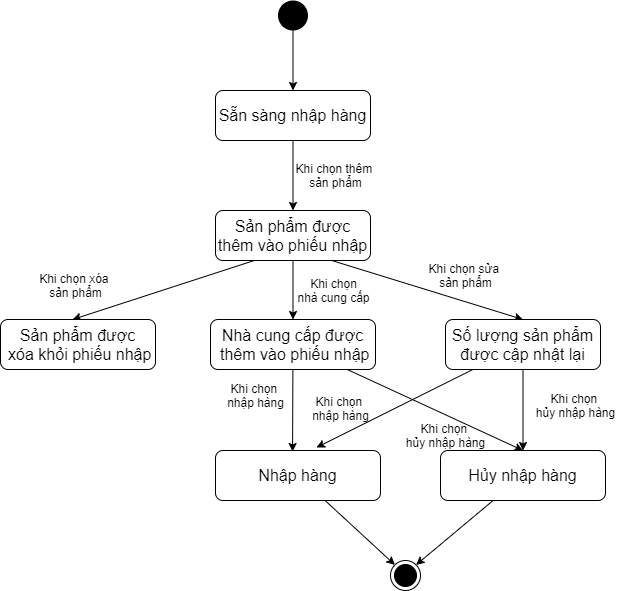 Sẵn sàng nhập hàng
Khi chọn thêm
sản phẩm
Sản phẩm được
thêm vào phiếu nhập
Khi chọn xóa
sản phẩm
Khi chọn
nhà cung cấp
Khi chọn sửa
sản phẩm
Sản phẩm được
xóa khỏi phiếu nhập
Nhà cung cấp được
thêm vào phiếu nhập
Số lượng sản phẩm
được cập nhật lại
Khi chọn
nhập hàng
Khi chọn
nhập hàng
Khi chọn
hủy nhập hàng
Khi chọn
hủy nhập hàng
Nhập hàng
Hủy nhập hàng